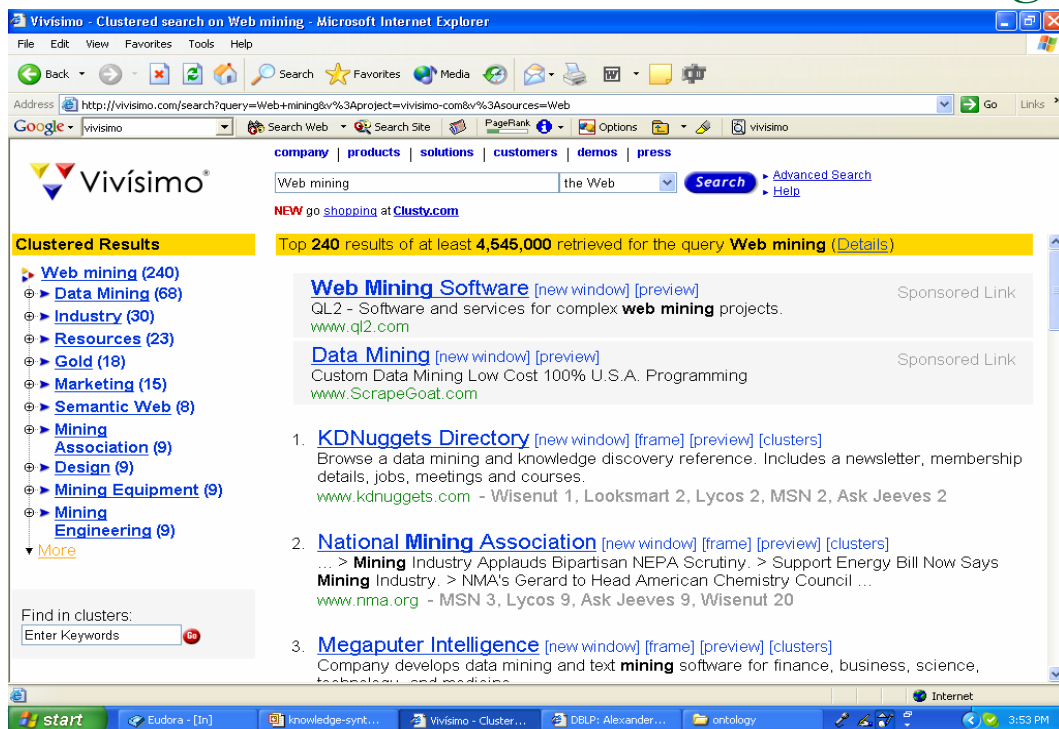 Vivísimo - Clustered search on Web mining - Microsoft Internet Explorer
File Edit View Favorites Tools Help
Back Search Favorites Media
Address http://vivisimo.com/search?query=Web+mining&v%3Aproject=vivisimo-com&v%3Asources=Web Go Links »
Google vivisimo Search Web Search Site PageRank Options vivisimo
company | products | solutions | customers | demos | press
Vivísimo®
Web mining the Web Search Advanced Search
Help
NEW go shopping at Clusty.com
Clustered Results
Web mining (240)
Data Mining (68)
Industry (30)
Resources (23)
Gold (18)
Marketing (15)
Semantic Web (8)
Mining
Association (9)
Design (9)
Mining Equipment (9)
Mining
Engineering (9)
More
Find in clusters:
Enter Keywords Go
Top 240 results of at least 4,545,000 retrieved for the query Web mining (Details)
Web Mining Software [new window] [preview] Sponsored Link
QL2 - Software and services for complex web mining projects.
www.ql2.com
Data Mining [new window] [preview] Sponsored Link
Custom Data Mining Low Cost 100% U.S.A. Programming
www.ScrapeGoat.com
1. KDNuggets Directory [new window] [frame] [preview] [clusters]
Browse a data mining and knowledge discovery reference. Includes a newsletter, membership
details, jobs, meetings and courses.
www.kdnuggets.com - Wisenut 1, Looksmart 2, Lycos 2, MSN 2, Ask Jeeves 2
2. National Mining Association [new window] [frame] [preview] [clusters]
... > Mining Industry Applauds Bipartisan NEPA Scrutiny. > Support Energy Bill Now Says
Mining Industry. > NMA's Gerard to Head American Chemistry Council ...
www.nma.org - MSN 3, Lycos 9, Ask Jeeves 9, Wisenut 20
3. Megaputer Intelligence [new window] [frame] [preview] [clusters]
Company develops data mining and text mining software for finance, business, science,
technology, and medicine.
Internet
start Eudora - [In] knowledge-synt... Vivísimo - Cluster... DBLP: Alexander... ontology 3:53 PM